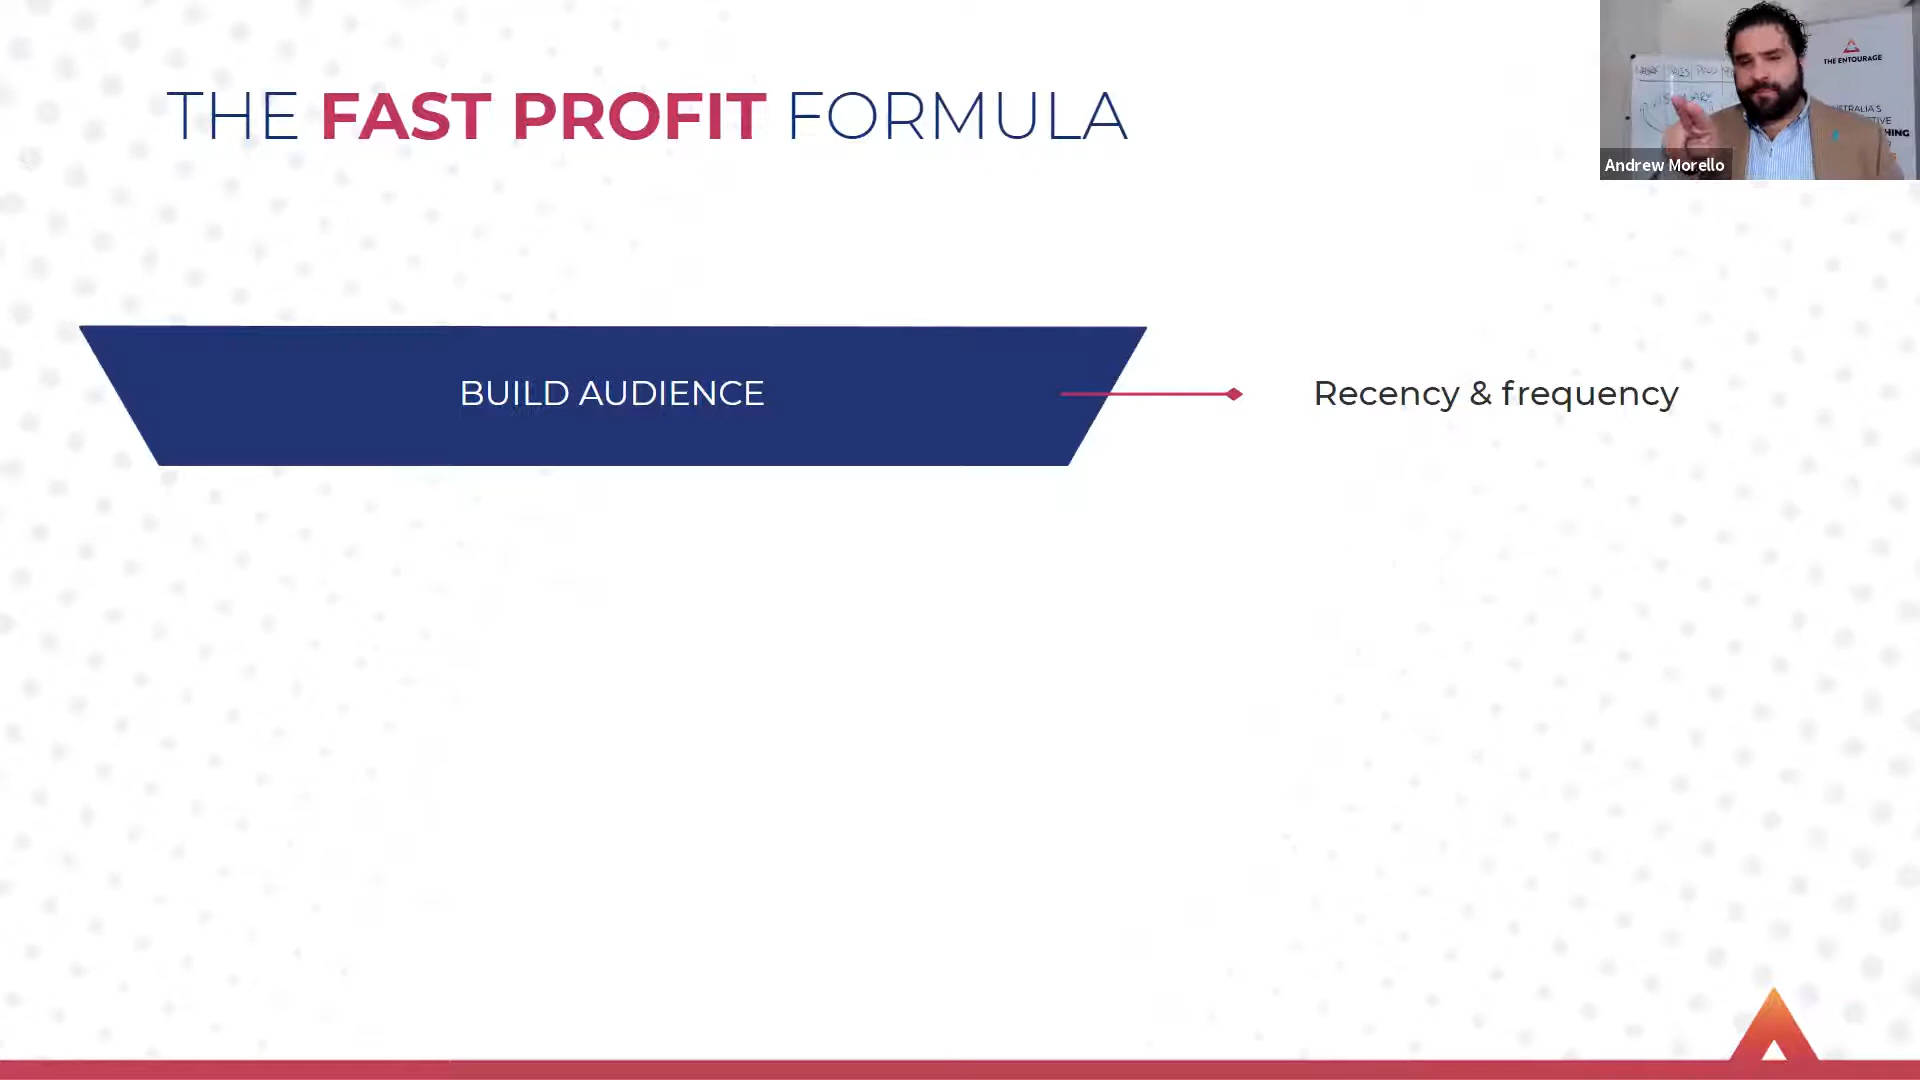 THE FAST PROFIT FORMULA
THE ENTOURAGE
Andrew Morello
BUILD AUDIENCE
Recency & frequency